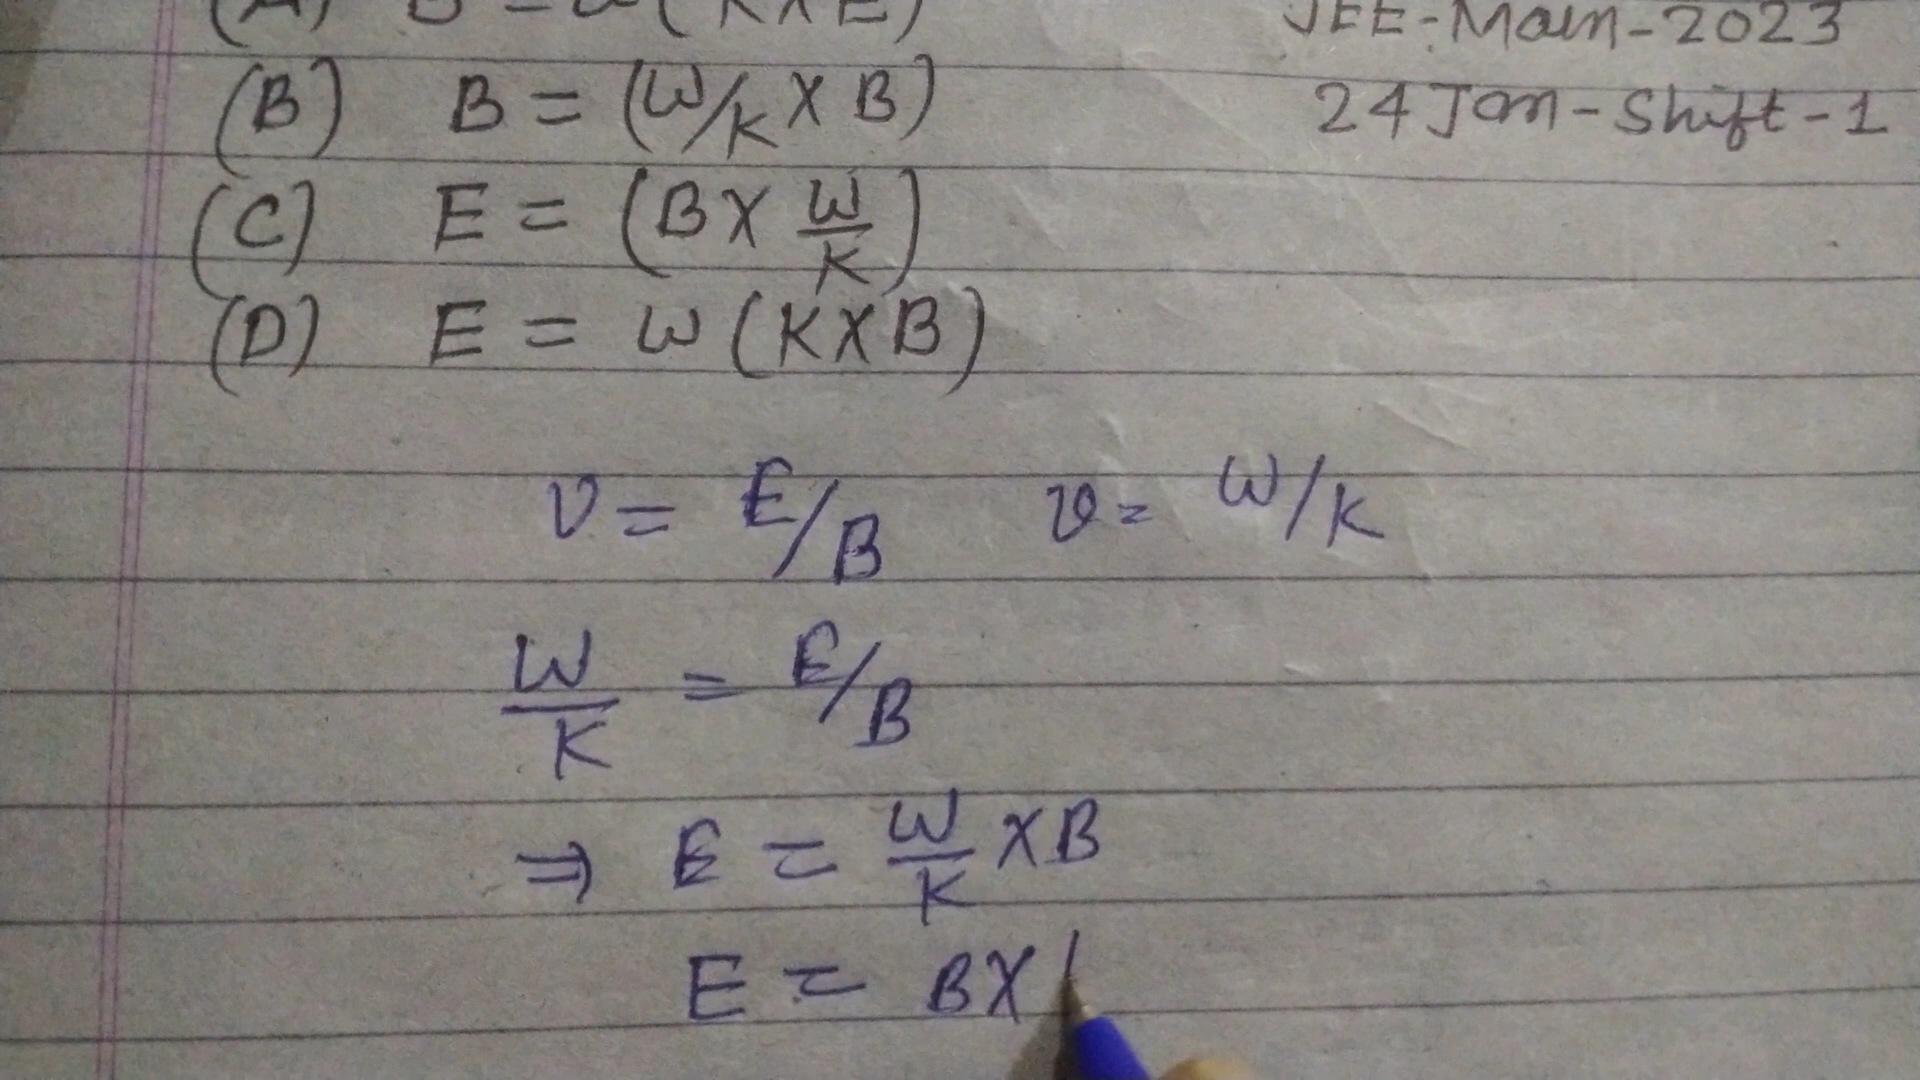 (A) B = ω(K×E) JEE-Main-2023
(B) B = (ω/K × B) 24 Jan-Shift-1
(C) E = (B × ω/K)
(D) E = ω(K×B)
v = E/B v = ω/K
ω/K = E/B
⇒ E = ω/K × B
E = B×